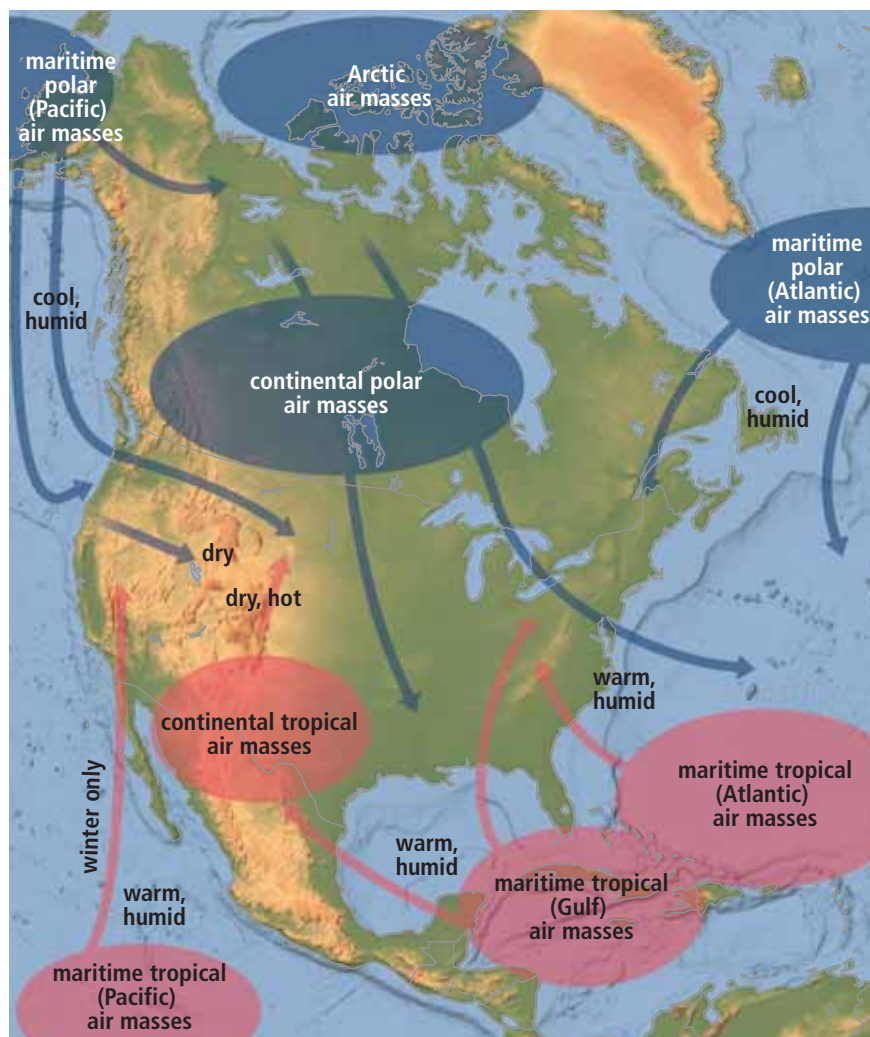 maritime
polar
(Pacific)
air masses
Arctic
air masses
maritime
polar
(Atlantic)
air masses
cool,
humid
continental polar
air masses
cool,
humid
dry
dry, hot
warm,
humid
continental tropical
air masses
maritime tropical
(Atlantic)
air masses
winter only
warm,
humid
maritime tropical
(Gulf)
air masses
warm,
humid
maritime tropical
(Pacific)
air masses